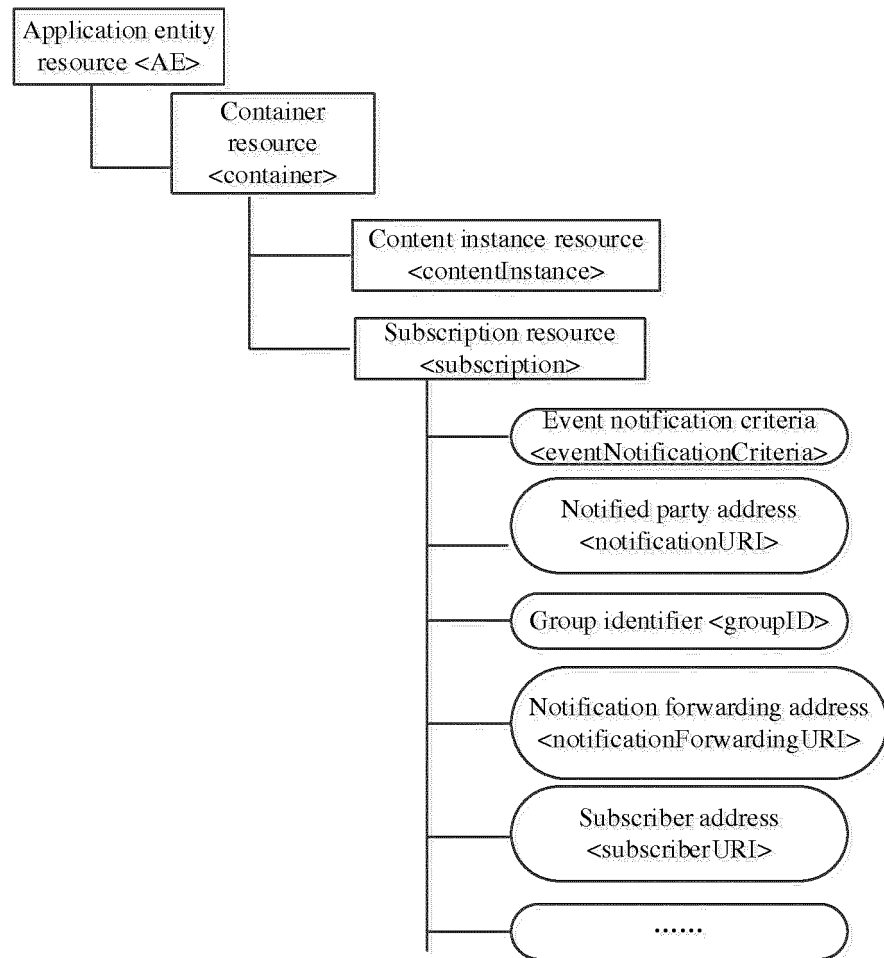 Application entity
resource <AE>
Container
resource
<container>
Content instance resource
<contentInstance>
Subscription resource
<subscription>
Event notification criteria
<eventNotificationCriteria>
Notified party address
<notificationURI>
Group identifier <groupID>
Notification forwarding address
<notificationForwardingURI>
Subscriber address
<subscriberURI>
······